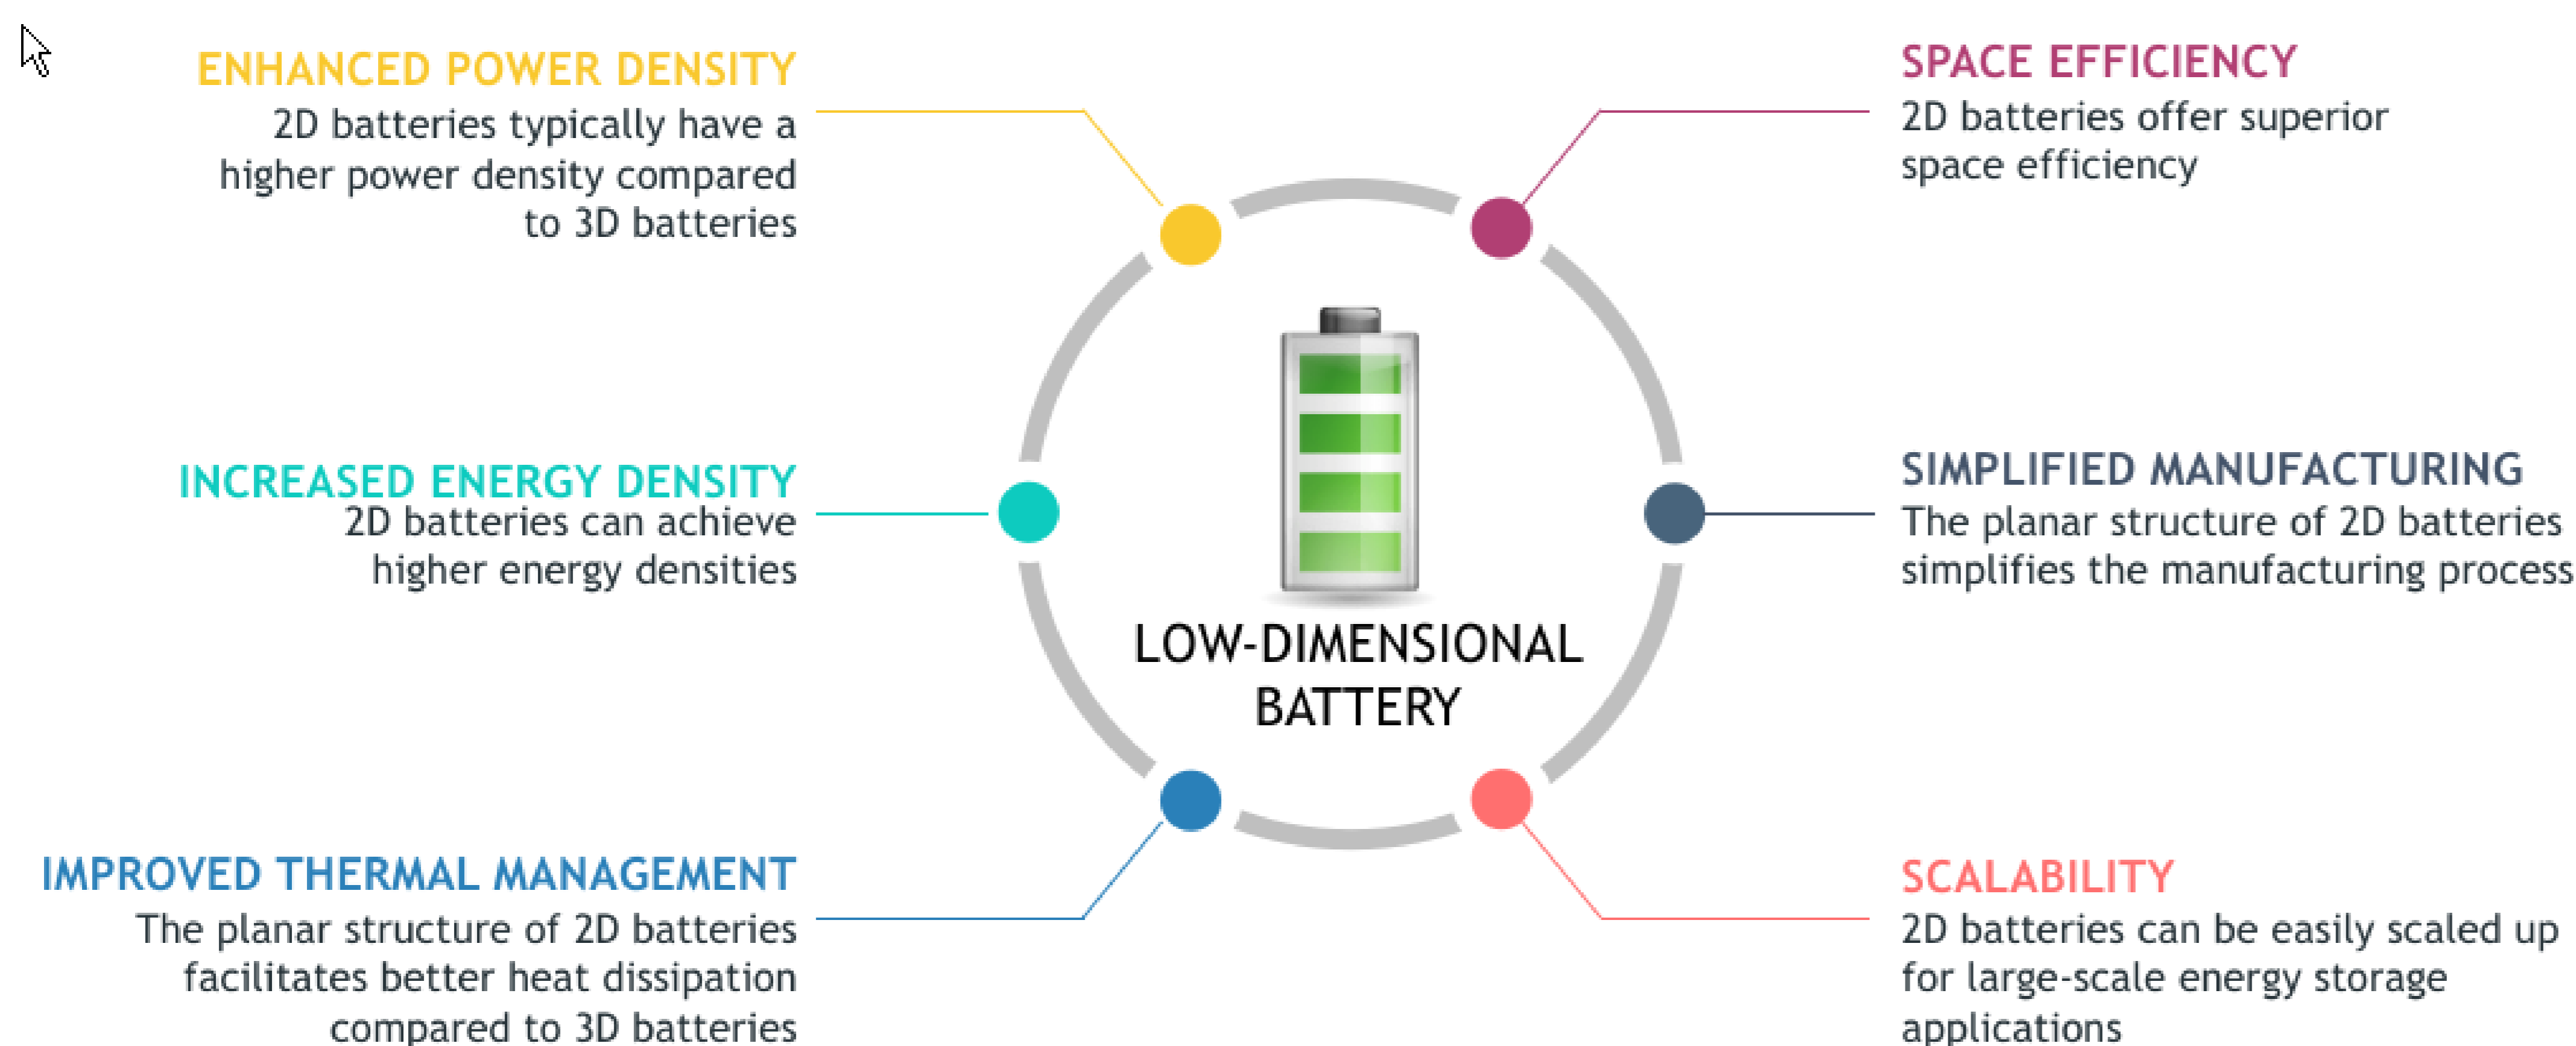 ENHANCED POWER DENSITY
2D batteries typically have a
higher power density compared
to 3D batteries
SPACE EFFICIENCY
2D batteries offer superior
space efficiency
INCREASED ENERGY DENSITY
2D batteries can achieve
higher energy densities
SIMPLIFIED MANUFACTURING
The planar structure of 2D batteries
simplifies the manufacturing process
LOW-DIMENSIONAL
BATTERY
IMPROVED THERMAL MANAGEMENT
The planar structure of 2D batteries
facilitates better heat dissipation
compared to 3D batteries
SCALABILITY
2D batteries can be easily scaled up
for large-scale energy storage
applications